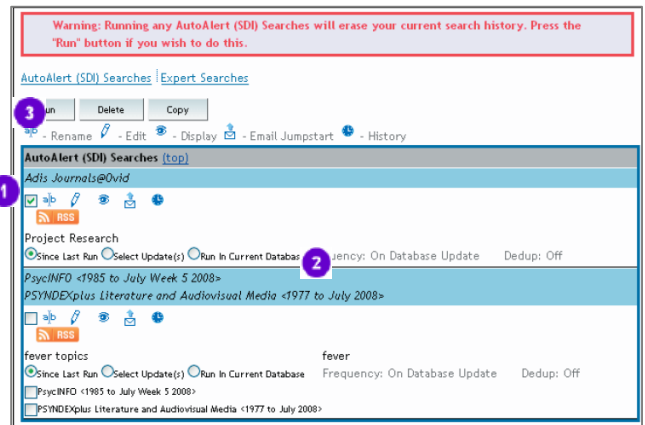 Warning: Running any AutoAlert (SDI) Searches will erase your current search history. Press the
"Run" button if you wish to do this.
AutoAlert (SDI) Searches Expert Searches
3 un Delete Copy
a|b - Rename - Edit - Display - Email Jumpstart - History
AutoAlert (SDI) Searches (top)
Adis Journals@Ovid
1 a|b
RSS
Project Research
Since Last Run Select Update(s) Run In Current Databas 2 uency: On Database Update Dedup: Off
PsycINFO <1985 to July Week 5 2008>
PSYNDEXplus Literature and Audiovisual Media <1977 to July 2008>
a|b
RSS
fever topics fever
Since Last Run Select Update(s) Run In Current Database Frequency: On Database Update Dedup: Off
PsycINFO <1985 to July Week 5 2008>
PSYNDEXplus Literature and Audiovisual Media <1977 to July 2008>